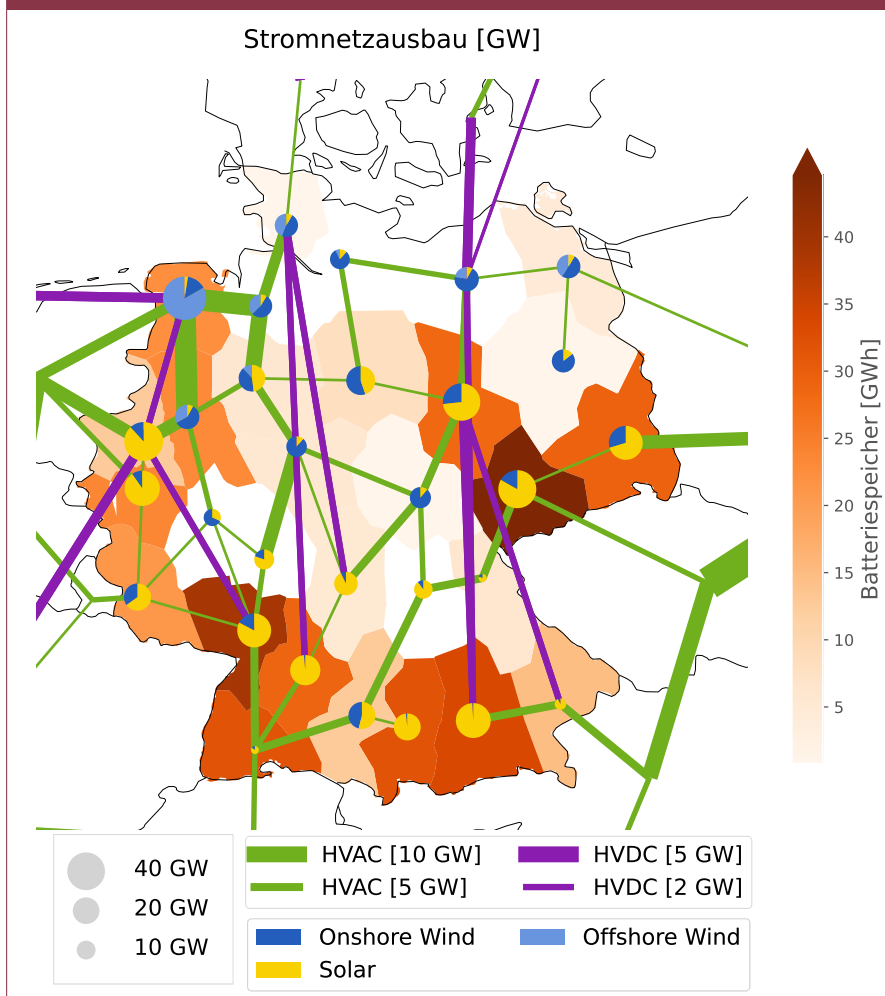 Stromnetzausbau [GW]
40
35
30
25
20
15
10
5
Batteriespeicher [GWh]
40 GW
20 GW
10 GW
HVAC [10 GW]
HVDC [5 GW]
HVAC [5 GW]
HVDC [2 GW]
Onshore Wind
Offshore Wind
Solar